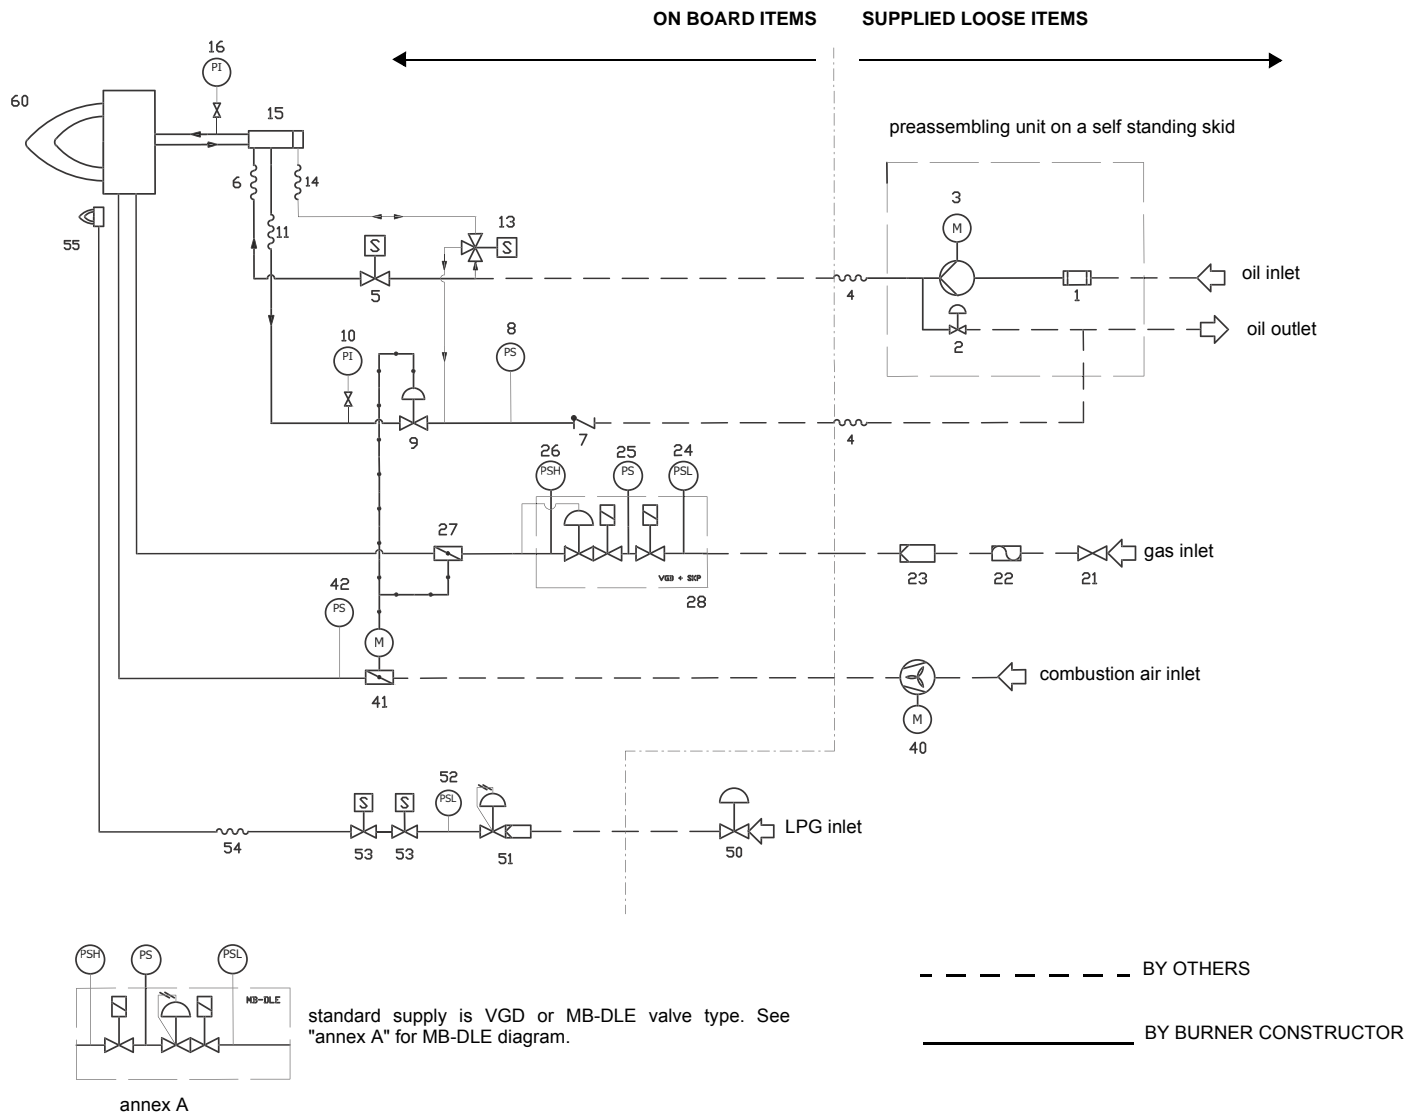 ON BOARD ITEMS
SUPPLIED LOOSE ITEMS
16
PI
60
15
preassembling unit on a self standing skid
6
14
3
M
55
11
13
S
S
5
4
1
oil inlet
10
PI
8
PS
2
oil outlet
9
7
4
26
PSH
25
PS
24
PSL
27
gas inlet
VGD + SKP
28
23
22
21
42
PS
M
combustion air inlet
41
M
40
S
S
52
PSL
LPG inlet
54
53
53
51
50
PSH
PS
PSL
MB-DLE
BY OTHERS
standard supply is VGD or MB-DLE valve type. See
"annex A" for MB-DLE diagram.
BY BURNER CONSTRUCTOR
annex A